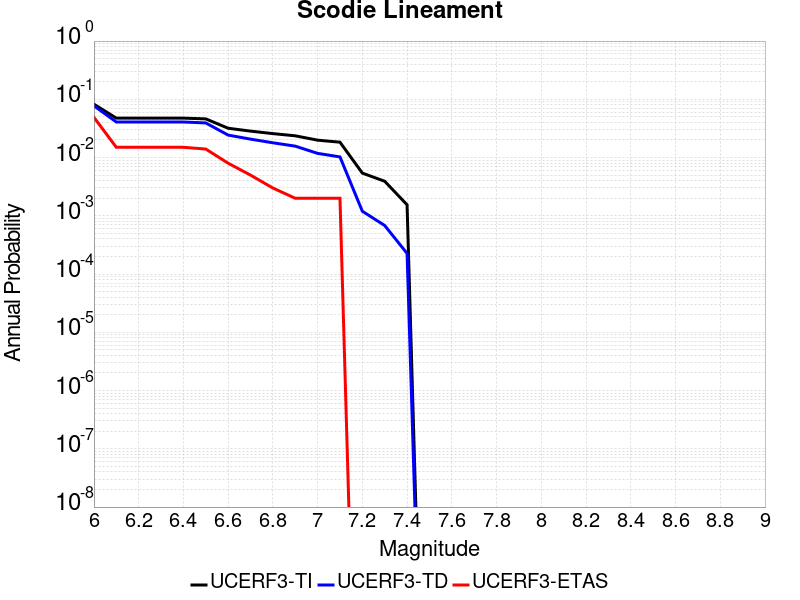 Scodie Lineament
10^0
10^-1
10^-2
10^-3
10^-4
10^-5
10^-6
10^-7
10^-8
Annual Probability
6 6.2 6.4 6.6 6.8 7 7.2 7.4 7.6 7.8 8 8.2 8.4 8.6 8.8 9
Magnitude
UCERF3-TI UCERF3-TD UCERF3-ETAS